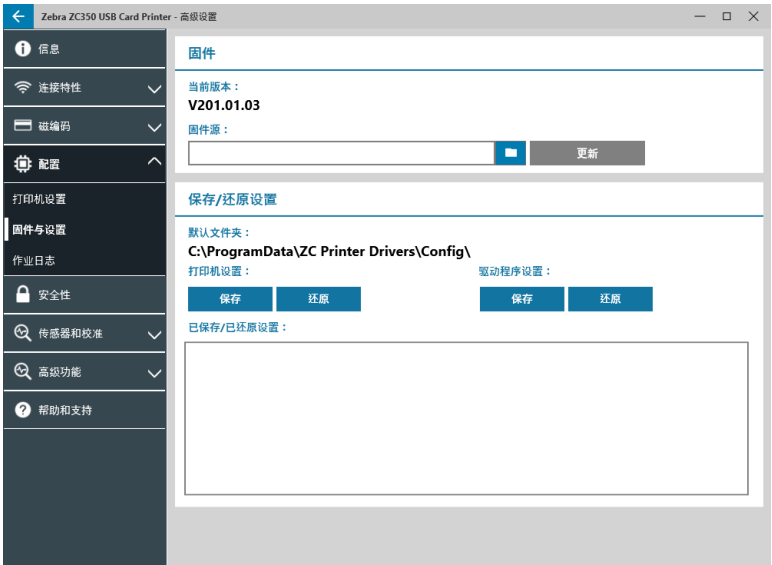 Zebra ZC350 USB Card Printer - 高级设置
信息
连接特性
磁编码
配置
打印机设置
固件与设置
作业日志
安全性
传感器和校准
高级功能
帮助和支持
固件
当前版本：
V201.01.03
固件源：
更新
保存/还原设置
默认文件夹：
C:\ProgramData\ZC Printer Drivers\Config\
打印机设置： 驱动程序设置：
保存 还原 保存 还原
已保存/已还原设置：